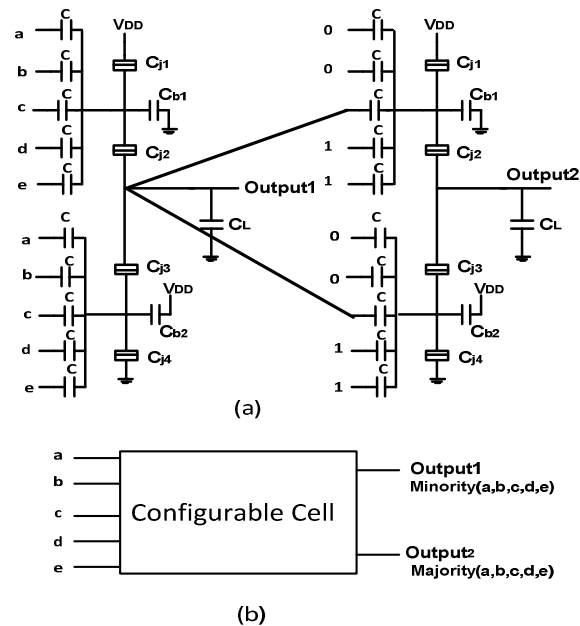 C
a
VDD
C
b
Cj1
C
c
Cb1
C
d
Cj2
C
e
C
0
VDD
C
0
Cj1
C
Cb1
C
1
Cj2
C
1
Output1
CL
Output2
CL
C
a
C
b
Cj3
VDD
C
c
Cb2
C
d
Cj4
C
e
C
0
C
0
Cj3
VDD
C
Cb2
C
1
Cj4
C
1
(a)
a
b
c
d
e
Configurable Cell
Output1
Minority(a,b,c,d,e)
Output2
Majority(a,b,c,d,e)
(b)